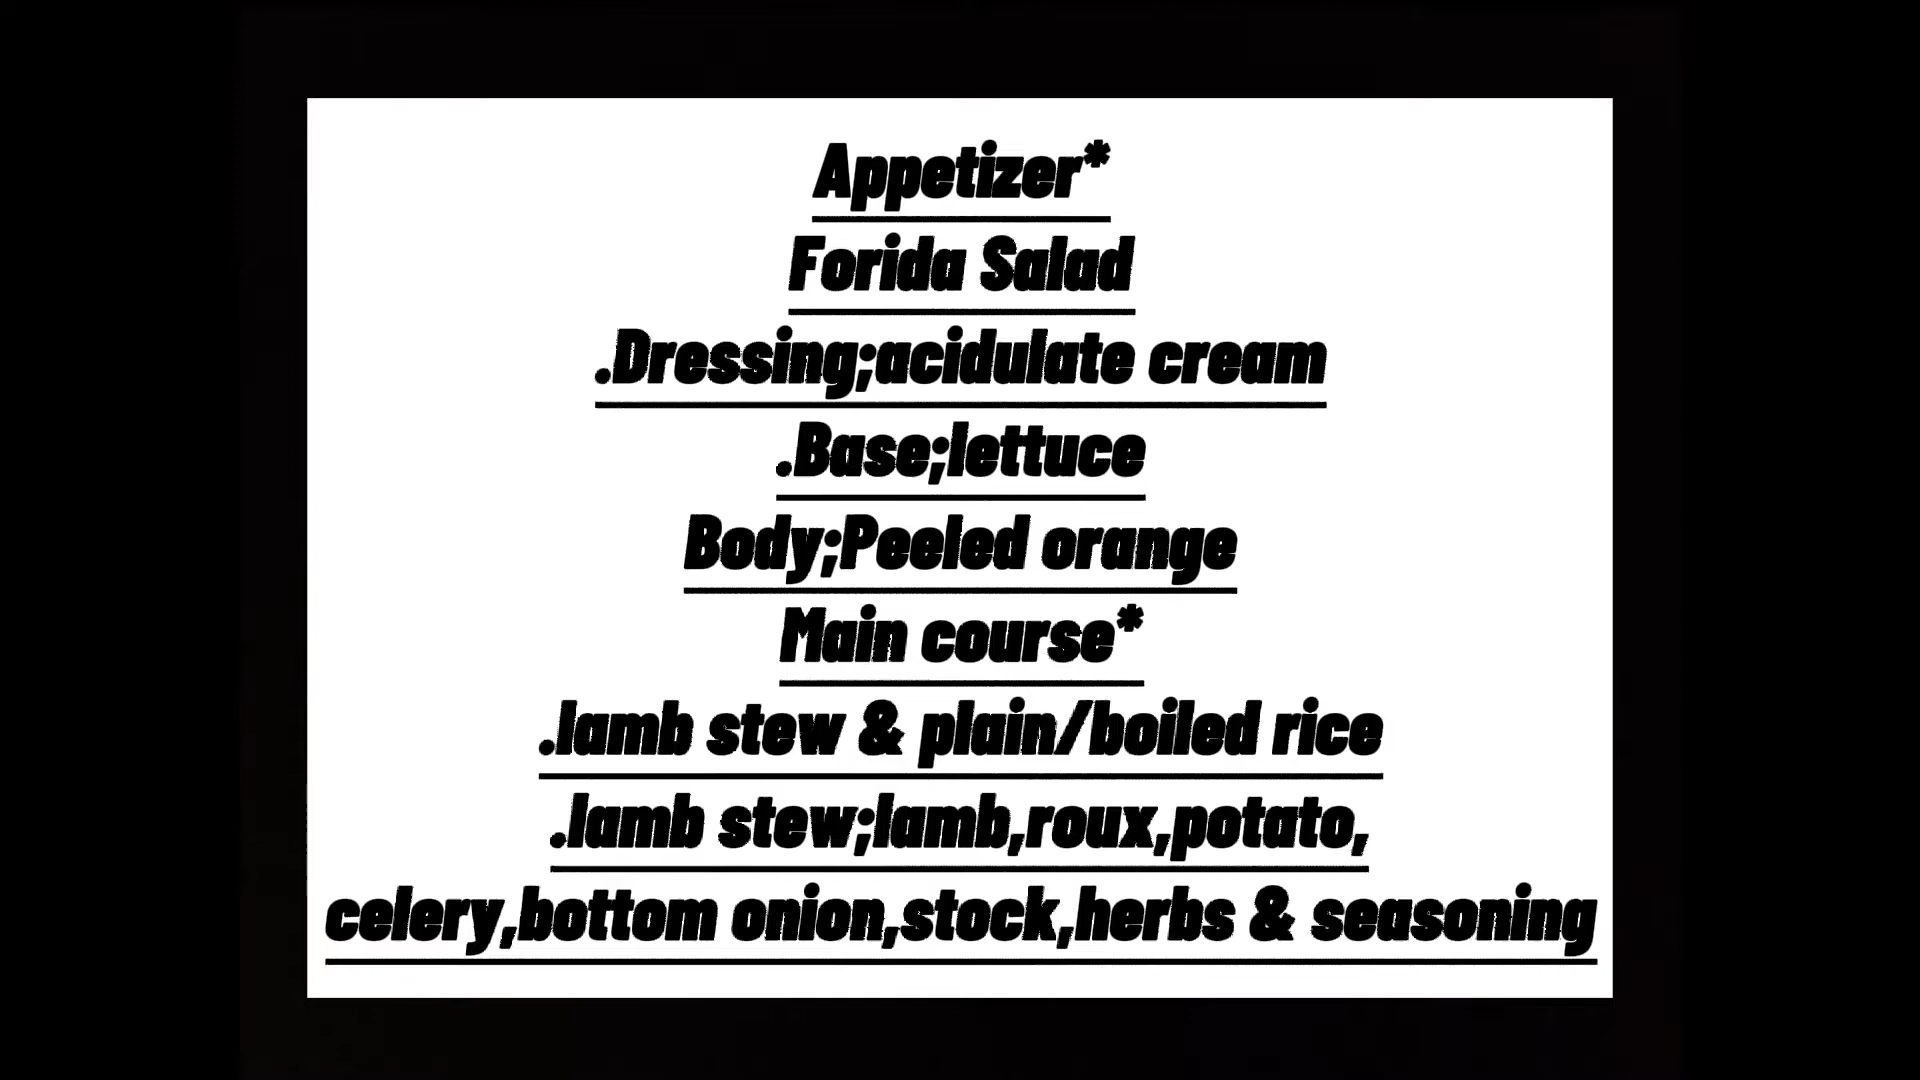 Appetizer*
Forida Salad
.Dressing;acidulate cream
.Base;lettuce
Body;Peeled orange
Main course*
.lamb stew & plain/boiled rice
.lamb stew;lamb,roux,potato,
celery,bottom onion,stock,herbs & seasoning